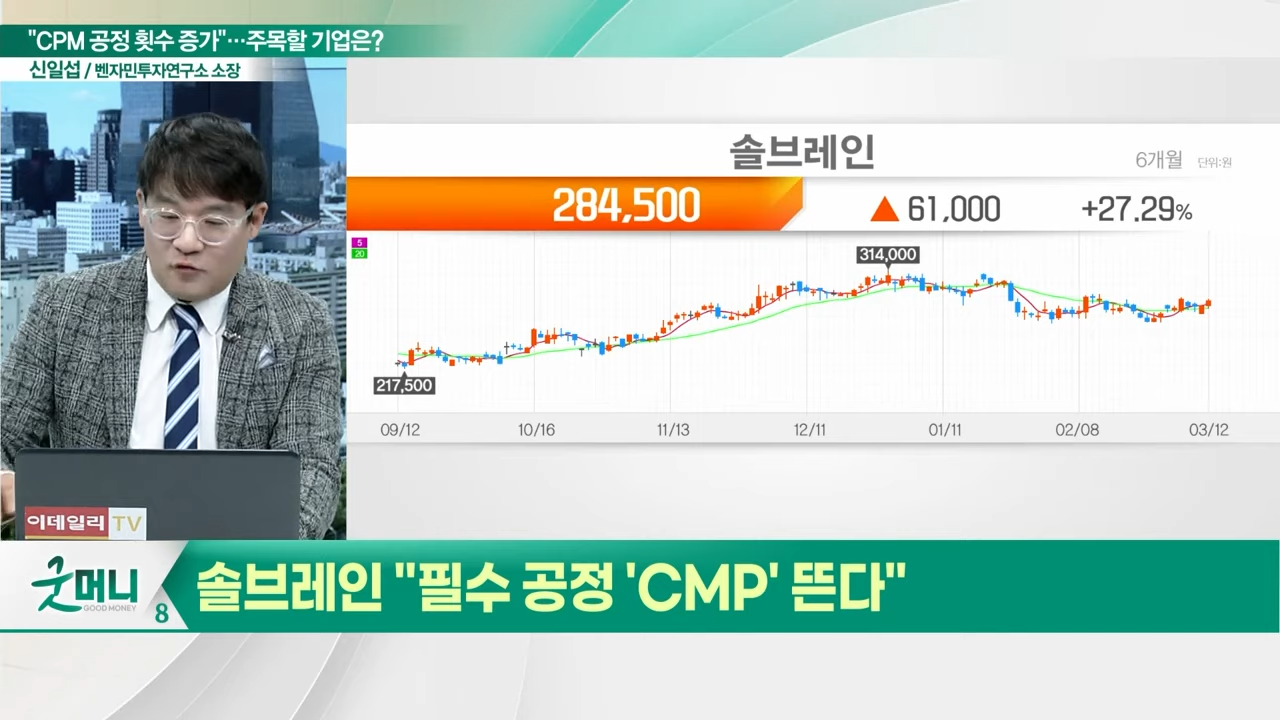 "CPM 공정 횟수 증가"…주목할 기업은?
신일섭 / 벤자민투자연구소 소장
솔브레인
6개월 단위:원
284,500 ▲ 61,000 +27.29%
5
20
314,000
217,500
09/12 10/16 11/13 12/11 01/11 02/08 03/12
이데일리 TV
굿머니
GOOD MONEY
8
솔브레인 "필수 공정 'CMP' 뜬다"